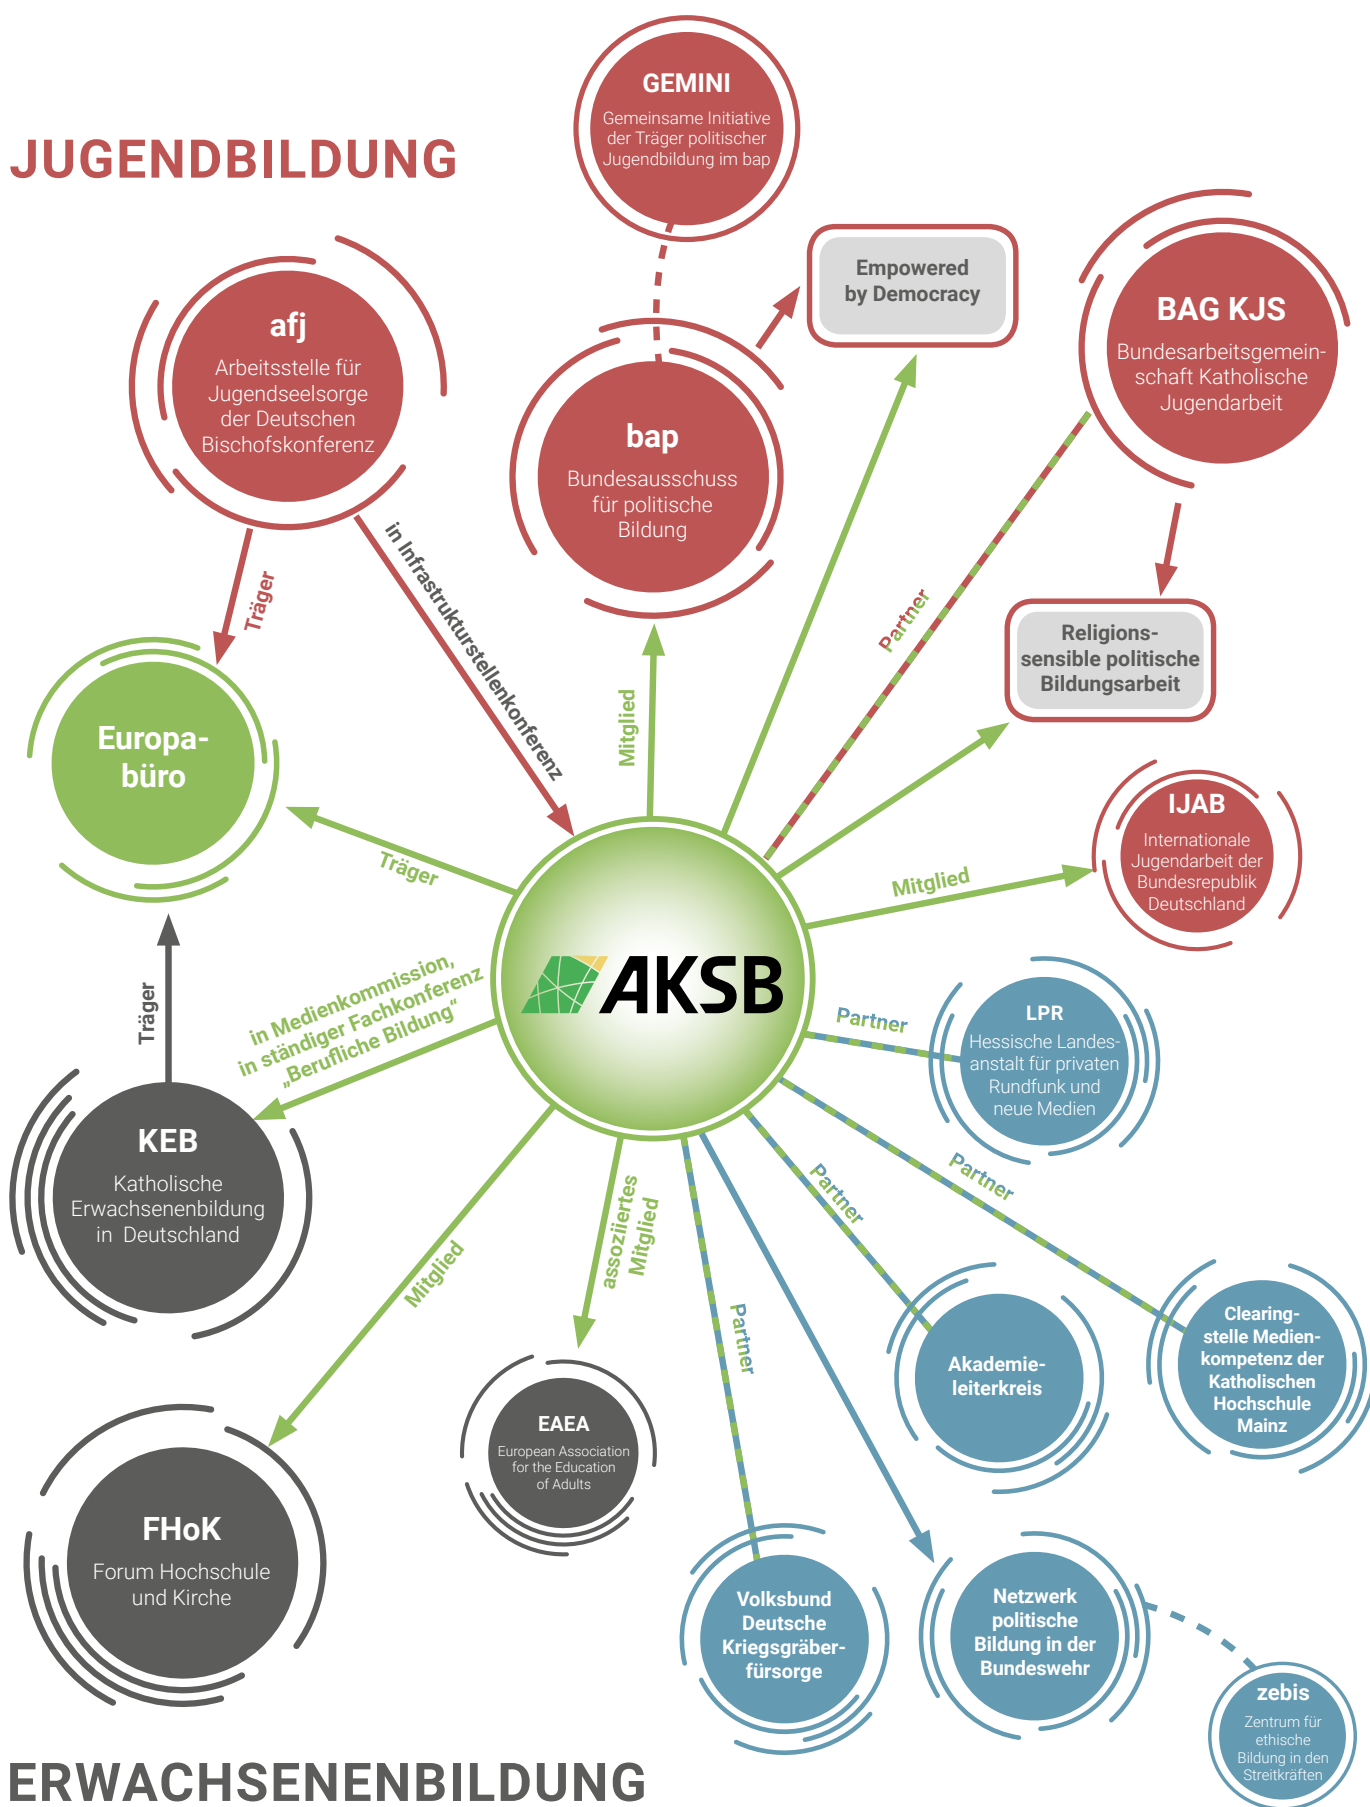 GEMINI
Gemeinsame Initiative
der Träger politischer
Jugendbildung im bap
JUGENDBILDUNG
Empowered
by Democracy
BAG KJS
Bundesarbeitsgemein-
schaft Katholische
Jugendarbeit
afj
Arbeitsstelle für
Jugendseelsorge
der Deutschen
Bischofskonferenz
bap
Bundesausschuss
für politische
Bildung
Träger
in Infrastrukturstellenkonferenz
Mitglied
Partner
Religions-
sensible politische
Bildungsarbeit
Europa-
büro
Träger
IJAB
Internationale
Jugendarbeit der
Bundesrepublik
Deutschland
Mitglied
AKSB
Träger
in Medienkommission,
in ständiger Fachkonferenz
„Berufliche Bildung“
Partner
LPR
Hessische Landes-
anstalt für privaten
Rundfunk und
neue Medien
KEB
Katholische
Erwachsenenbildung
in Deutschland
Mitglied
assoziiertes
Mitglied
Partner
Partner
Partner
Clearing-
stelle Medien-
kompetenz der
Katholischen
Hochschule
Mainz
Akademie-
leiterkreis
EAEA
European Association
for the Education
of Adults
FHoK
Forum Hochschule
und Kirche
Volksbund
Deutsche
Kriegsgräber-
fürsorge
Netzwerk
politische
Bildung in der
Bundeswehr
zebis
Zentrum für
ethische
Bildung in den
Streitkräften
ERWACHSENENBILDUNG